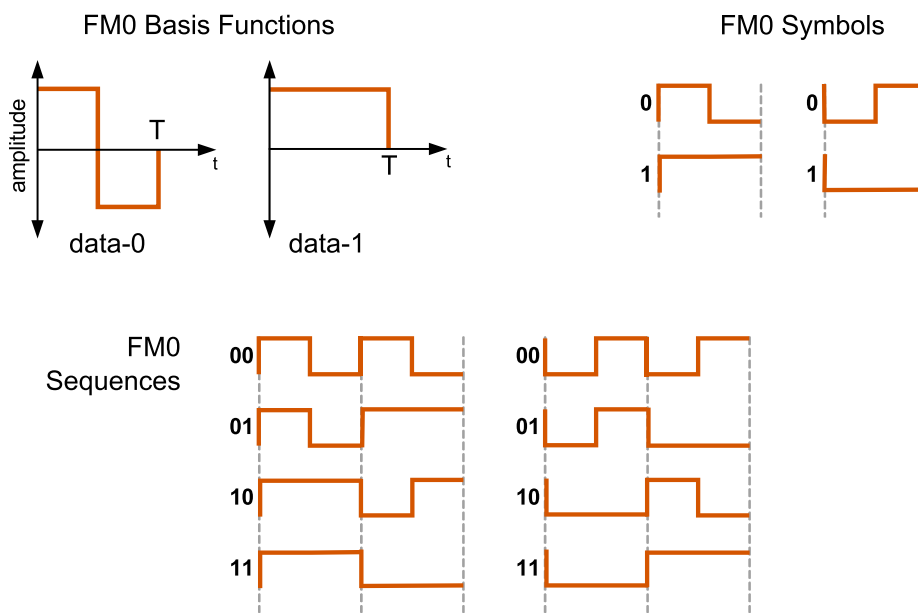 FM0 Basis Functions
FM0 Symbols
amplitude
T
t
data-0
T
t
data-1
0
0
1
1
FM0
Sequences
00
00
01
01
10
10
11
11